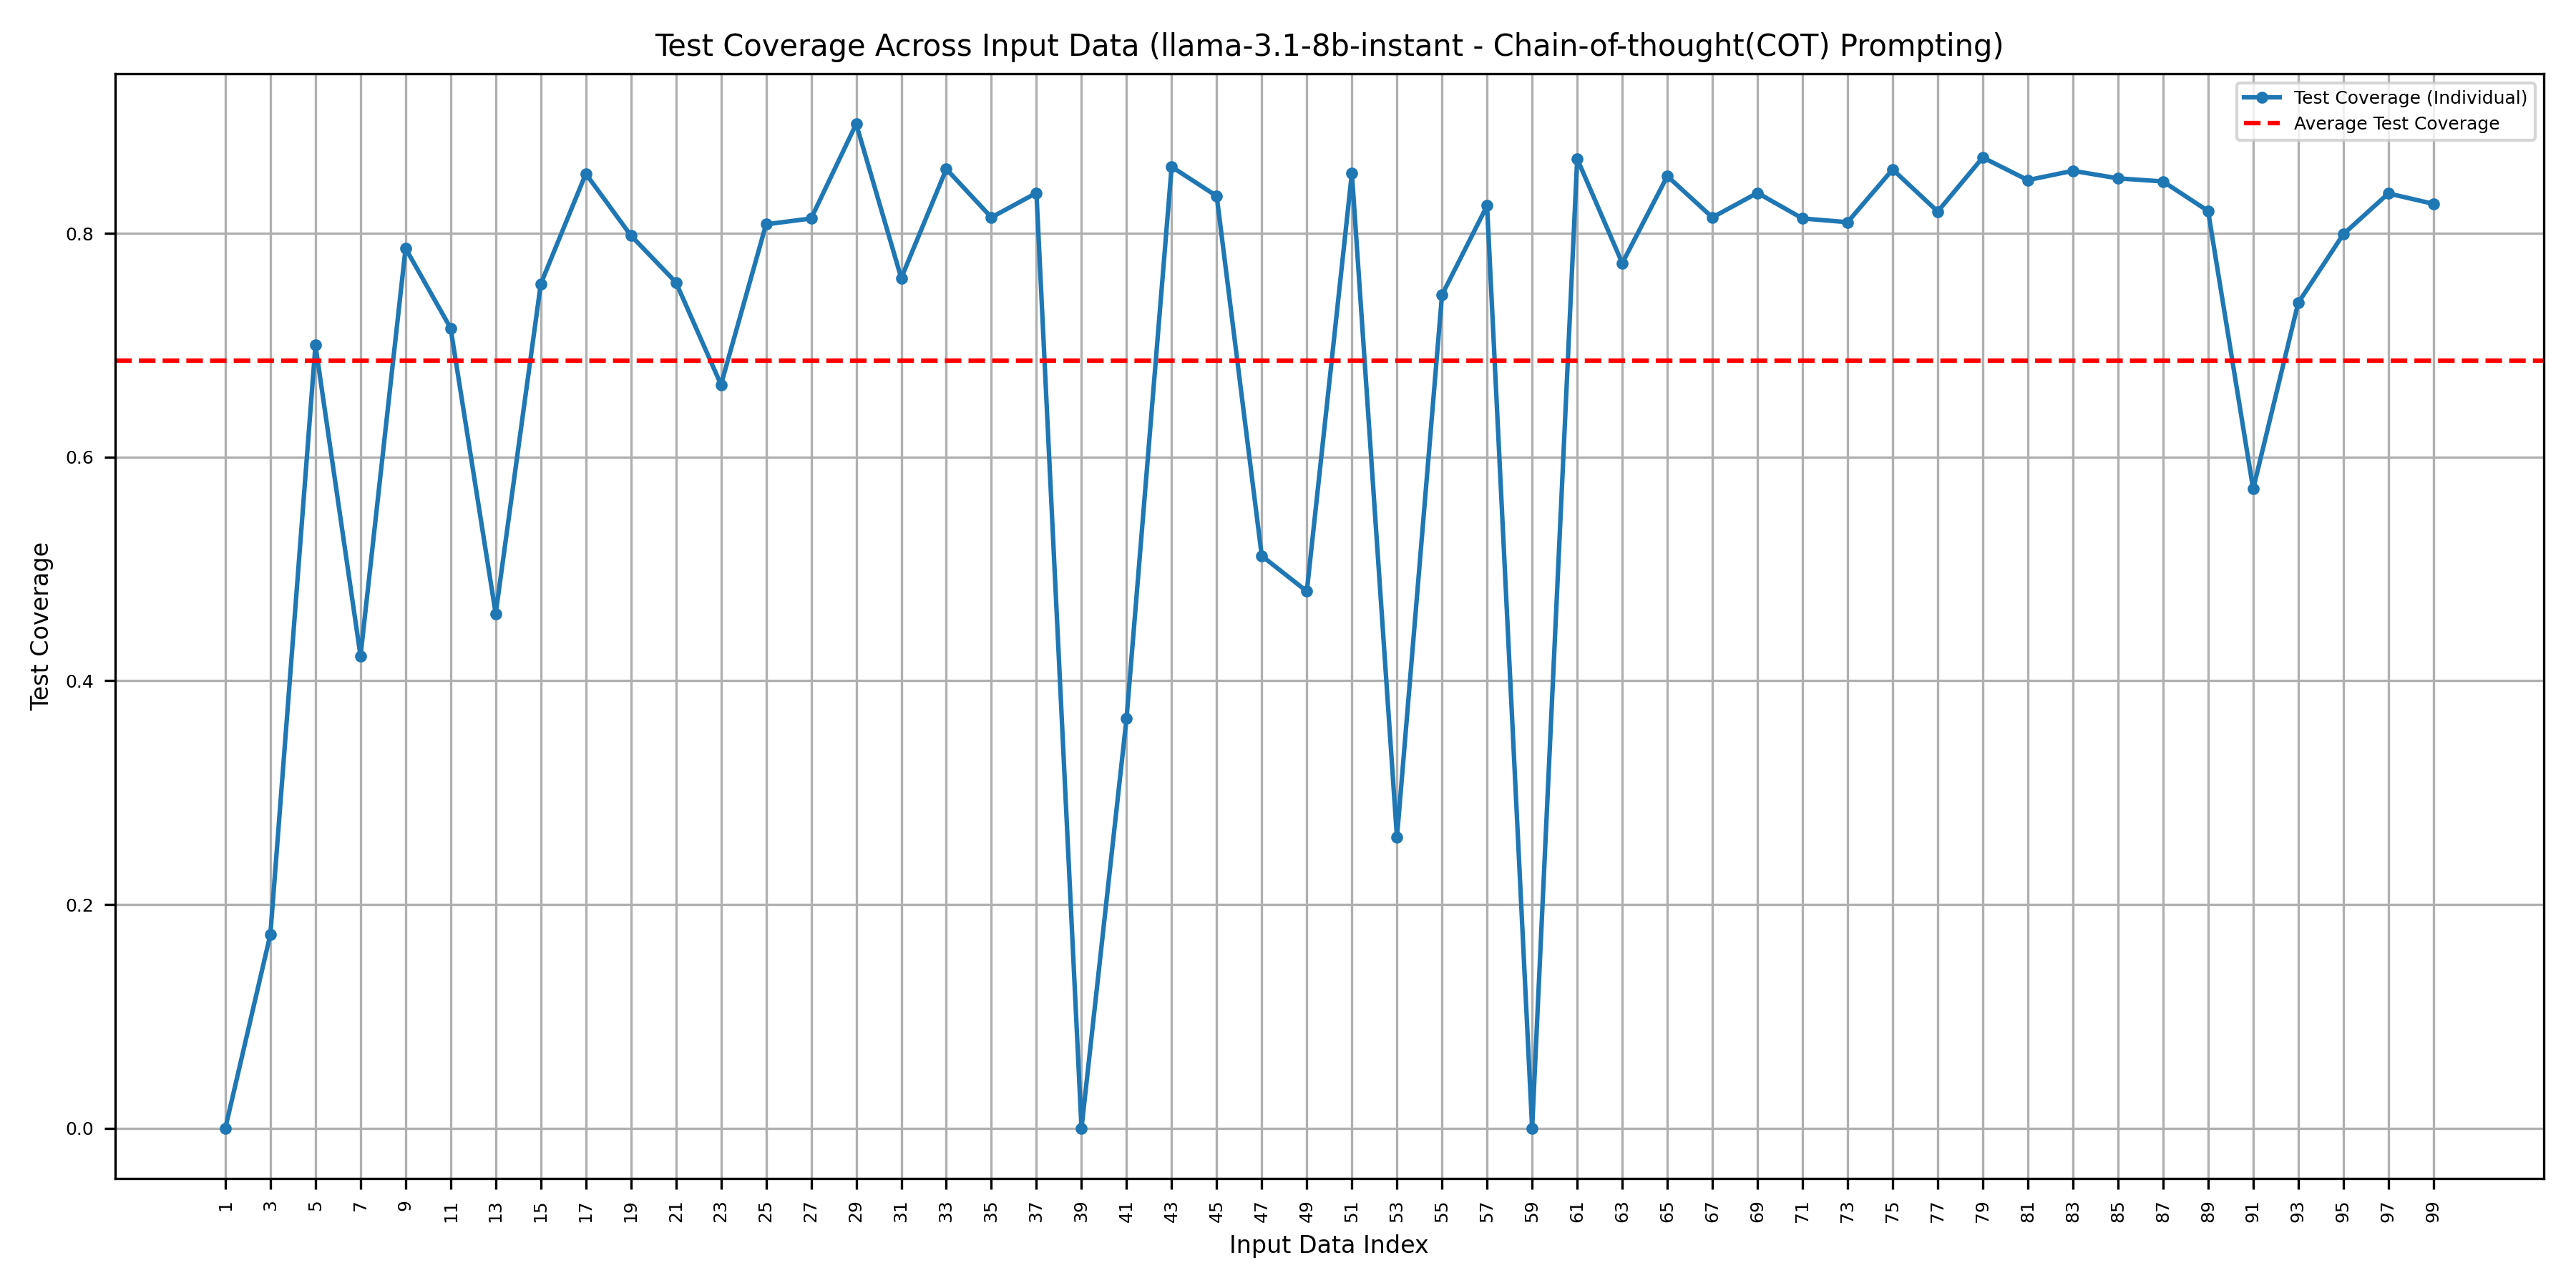 Test Coverage Across Input Data (llama-3.1-8b-instant - Chain-of-thought(COT) Prompting)
Test Coverage (Individual)
Average Test Coverage
Test Coverage
0.8
0.6
0.4
0.2
0.0
1 3 5 7 9 11 13 15 17 19 21 23 25 27 29 31 33 35 37 39 41 43 45 47 49 51 53 55 57 59 61 63 65 67 69 71 73 75 77 79 81 83 85 87 89 91 93 95 97 99
Input Data Index